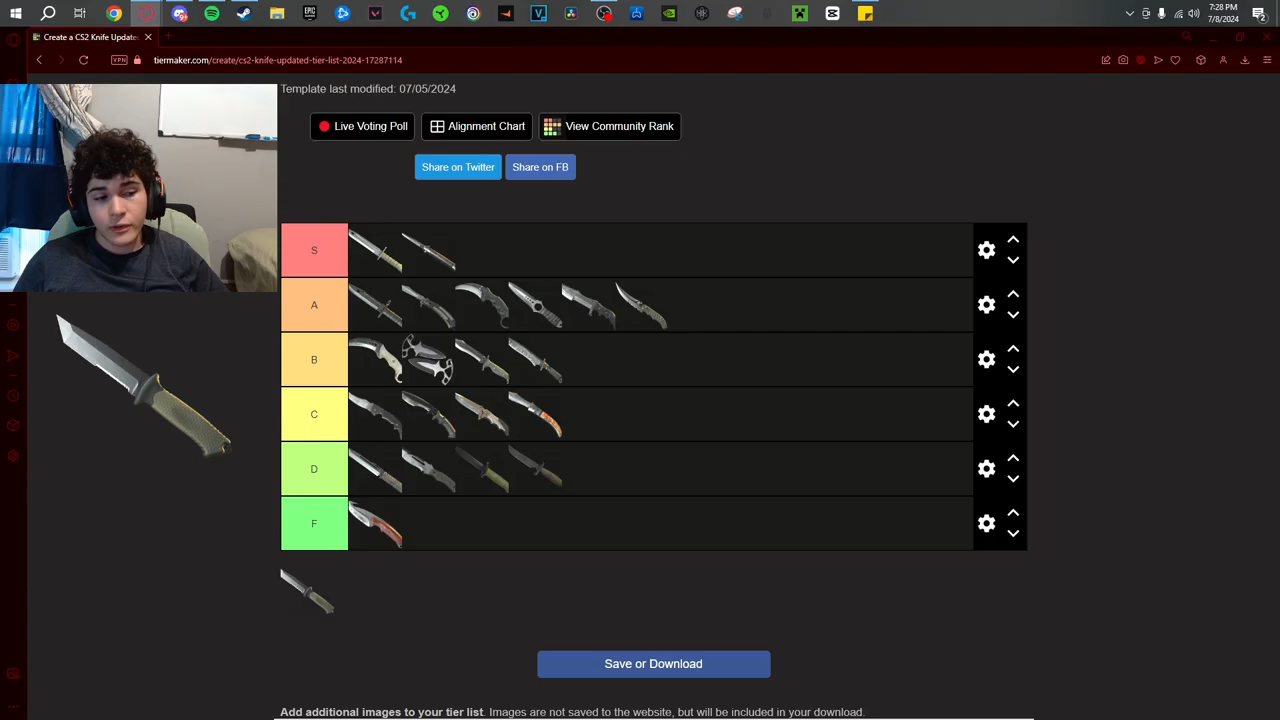 7:28 PM
7/8/2024
Create a CS2 Knife Update
VPN
tiermaker.com/create/cs2-knife-updated-tier-list-2024-17287114
Template last modified: 07/05/2024
Live Voting Poll
Alignment Chart
View Community Rank
Share on Twitter
Share on FB
S
A
B
C
D
F
Save or Download
Add additional images to your tier list. Images are not saved to the website, but will be included in your download.